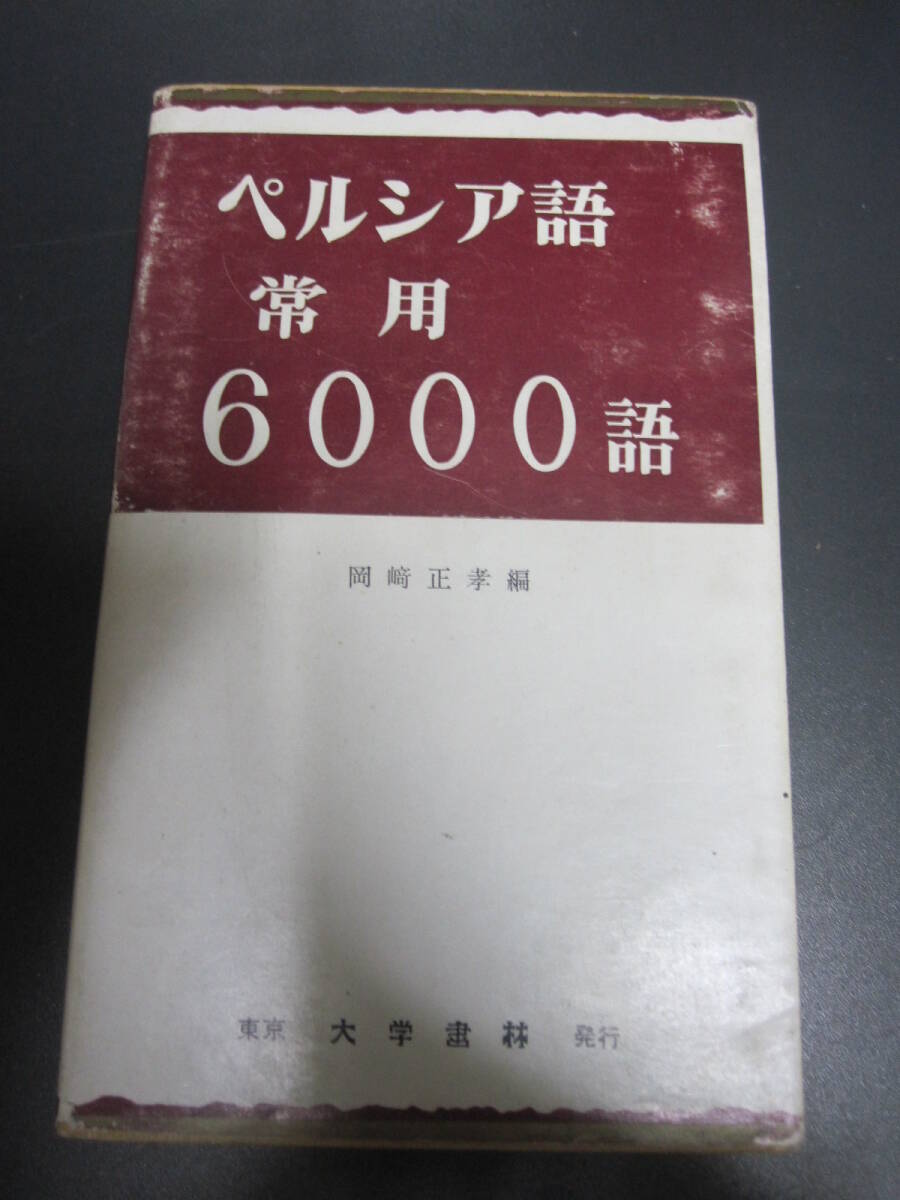 ペルシア語
常用
6000語
岡﨑正孝編
東京 大学書林 発行